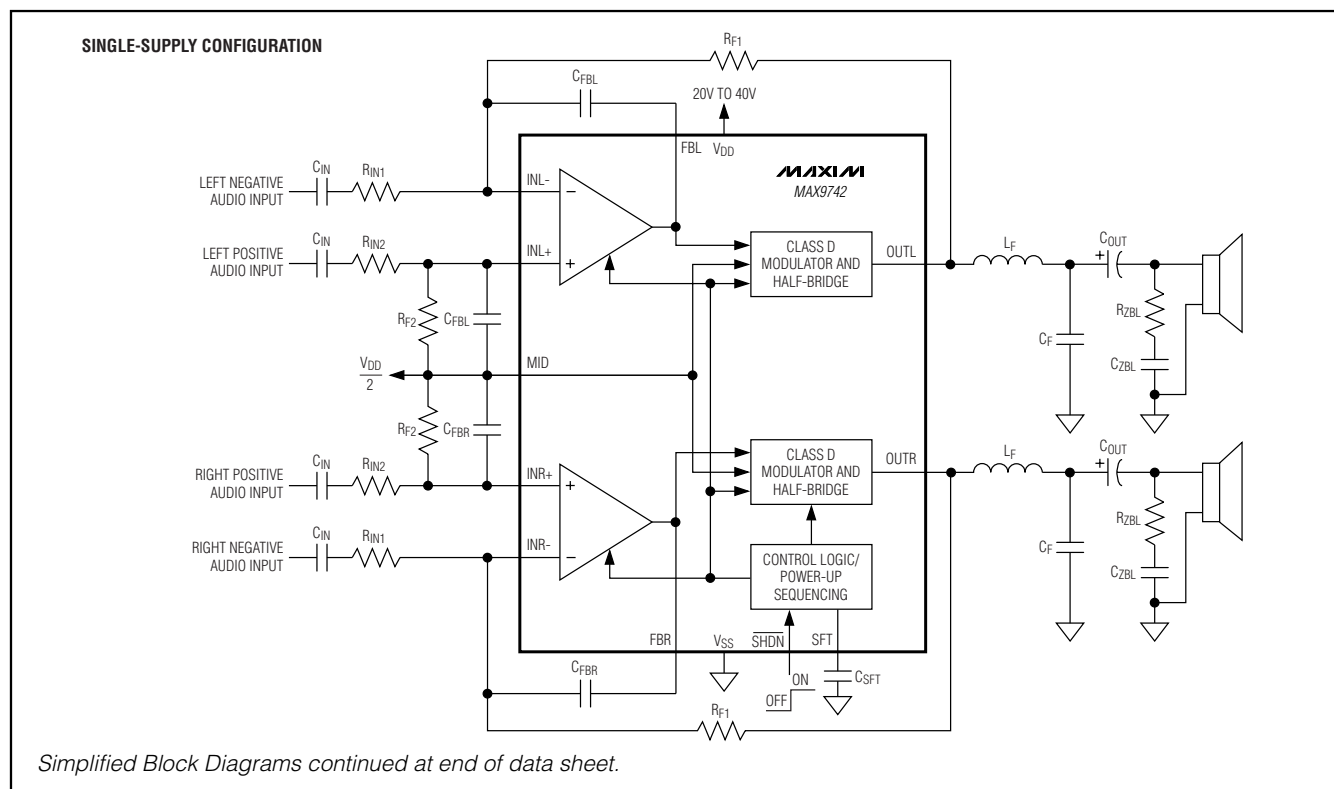 SINGLE-SUPPLY CONFIGURATION
RF1
CFBL
20V TO 40V
FBL
VDD
MAXIM
MAX9742
LEFT NEGATIVE
AUDIO INPUT
CIN
RIN1
INL-
−
LEFT POSITIVE
AUDIO INPUT
CIN
RIN2
INL+
+
CLASS D
MODULATOR AND
HALF-BRIDGE
OUTL
LF
COUT
+
RF2
CFBL
CF
RZBL
CZBL
VDD
2
MID
RF2
CFBR
RIGHT POSITIVE
AUDIO INPUT
CIN
RIN2
INR+
+
CLASS D
MODULATOR AND
HALF-BRIDGE
OUTR
LF
COUT
+
RIGHT NEGATIVE
AUDIO INPUT
CIN
RIN1
INR-
−
CONTROL LOGIC/
POWER-UP
SEQUENCING
CF
RZBL
CZBL
FBR
VSS
SHDN
SFT
CFBR
ON
OFF
CSFT
RF1
Simplified Block Diagrams continued at end of data sheet.